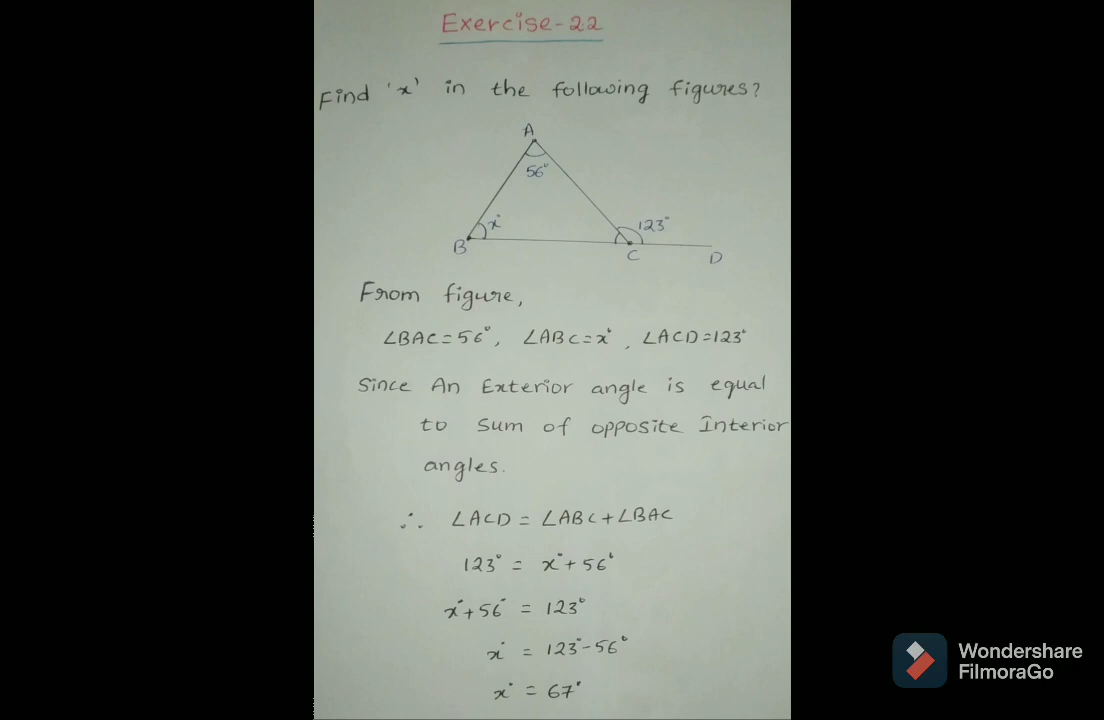 Exercise-22
Find 'x' in the following figures?
A
56°
x°
123°
B
C
D
From figure,
∠BAC=56°, ∠ABC=x°, ∠ACD=123°
Since An Exterior angle is equal
to sum of opposite Interior
angles.
∴ ∠ACD = ∠ABC+∠BAC
123° = x°+56°
x°+56° = 123°
x° = 123°-56°
x° = 67°
Wondershare
FilmoraGo